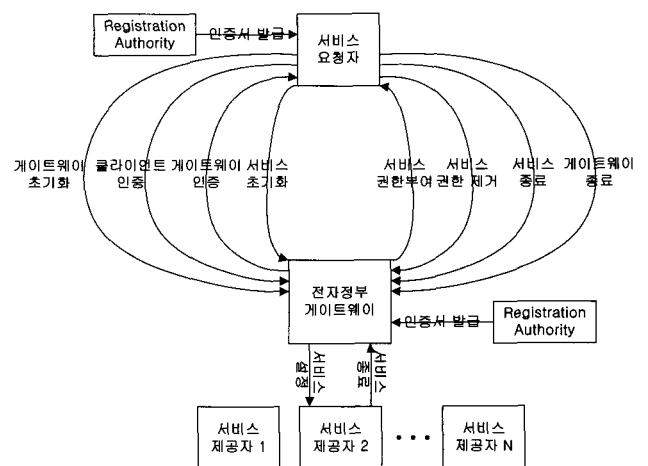 Registration
Authority
인증서 발급
서비스
요청자
게이트웨이
초기화
클라이언트
인증
게이트웨이
인증
서비스
초기화
서비스
권한부여
서비스
권한 제거
서비스
종료
게이트웨이
종료
전자정부
게이트웨이
인증서 발급
Registration
Authority
서비스
설정
서비스
종료
서비스
제공자 1
서비스
제공자 2
서비스
제공자 N